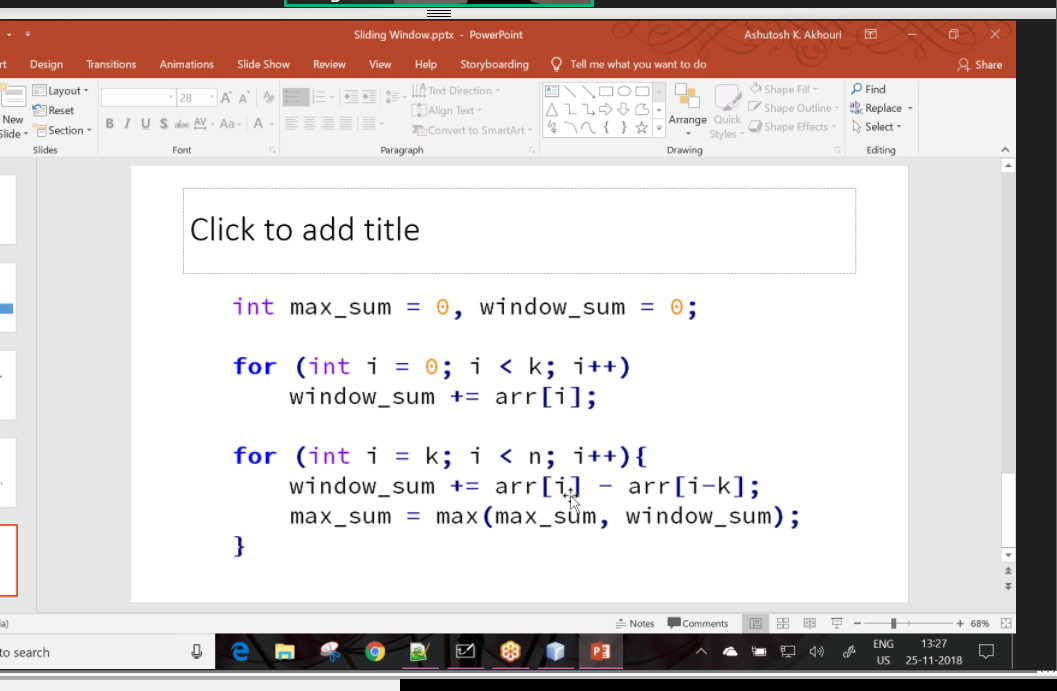 Sliding Window.pptx - PowerPoint
Ashutosh K. Akhouri
Design Transitions Animations Slide Show Review View Help Storyboarding Tell me what you want to do Share
New
Slide
Layout
Reset
Section
Slides
28
B I U S abc AV Aa A
Font
Text Direction
Align Text
Convert to SmartArt
Paragraph
Arrange
Quick
Styles
Shape Fill
Shape Outline
Shape Effects
Drawing
Find
Replace
Select
Editing
Click to add title
int max_sum = 0, window_sum = 0;
for (int i = 0; i < k; i++)
window_sum += arr[i];
for (int i = k; i < n; i++){
window_sum += arr[i] - arr[i-k];
max_sum = max(max_sum, window_sum);
}
Notes Comments 68%
to search
ENG
US
13:27
25-11-2018